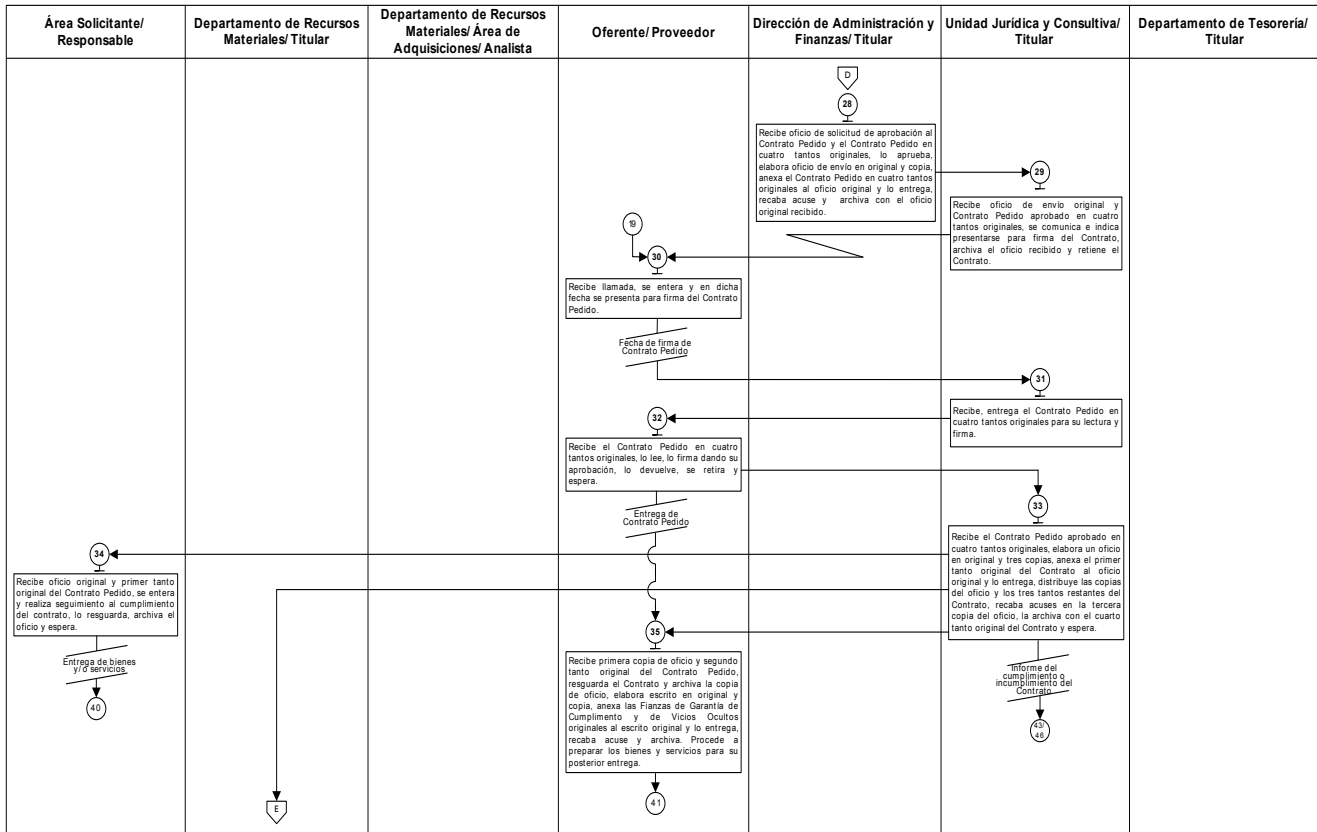 Área Solicitante/
Responsable
Departamento de Recursos
Materiales/ Titular
Departamento de Recursos
Materiales/ Área de
Adquisiciones/ Analista
Oferente/ Proveedor
Dirección de Administración y
Finanzas/ Titular
Unidad Jurídica y Consultiva/
Titular
Departamento de Tesorería/
Titular
D
28
Recibe oficio de solicitud de aprobación al
Contrato Pedido y el Contrato Pedido en
cuatro tantos originales, lo aprueba,
elabora oficio de envío en original y copia,
anexa el Contrato Pedido en cuatro tantos
originales al oficio original y lo entrega,
recaba acuse y archiva con el oficio
original recibido.
29
Recibe oficio de envío original y
Contrato Pedido aprobado en cuatro
tantos originales, se comunica e indica
presentarse para firma del Contrato,
archiva el oficio recibido y retiene el
Contrato.
19
30
Recibe llamada, se entera y en dicha
fecha se presenta para firma del Contrato
Pedido.
Fecha de firma de
Contrato Pedido
31
Recibe, entrega el Contrato Pedido en
cuatro tantos originales para su lectura y
firma.
32
Recibe el Contrato Pedido en cuatro
tantos originales, lo lee, lo firma dando su
aprobación, lo devuelve, se retira y
espera.
Entrega de
Contrato Pedido
33
Recibe el Contrato Pedido aprobado en
cuatro tantos originales, elabora un oficio
en original y tres copias, anexa el primer
tanto original del Contrato al oficio
original y lo entrega, distribuye las copias
del oficio y los tres tantos restantes del
Contrato, recaba acuses en la tercera
copia del oficio, la archiva con el cuarto
tanto original del Contrato y espera.
Informe del
cumplimiento o
incumplimiento del
Contrato
43/
46
34
Recibe oficio original y primer tanto
original del Contrato Pedido, se entera
y realiza seguimiento al cumplimiento
del contrato, lo resguarda, archiva el
oficio y espera.
Entrega de bienes
y/o servicios
40
35
Recibe primera copia de oficio y segundo
tanto original del Contrato Pedido,
resguarda el Contrato y archiva la copia
de oficio, elabora escrito en original y
copia, anexa las Fianzas de Garantía de
Cumplimento y de Vicios Ocultos
originales al escrito original y lo entrega,
recaba acuse y archiva. Procede a
preparar los bienes y servicios para su
posterior entrega.
41
E